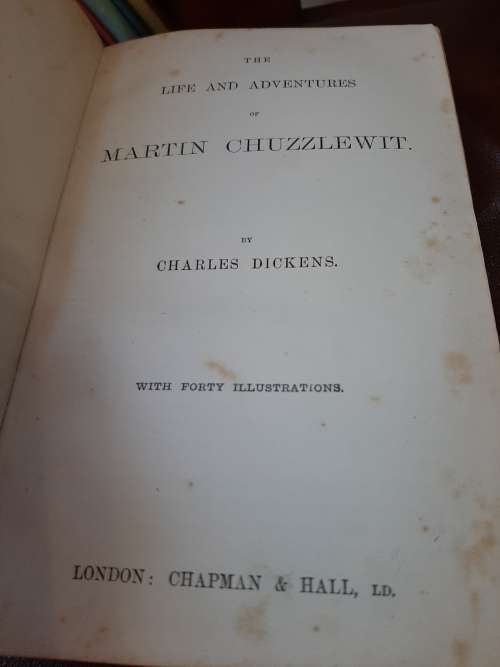 THE
LIFE AND ADVENTURES
OF
MARTIN CHUZZLEWIT.
BY
CHARLES DICKENS.
WITH FORTY ILLUSTRATIONS.
LONDON: CHAPMAN & HALL, LD.